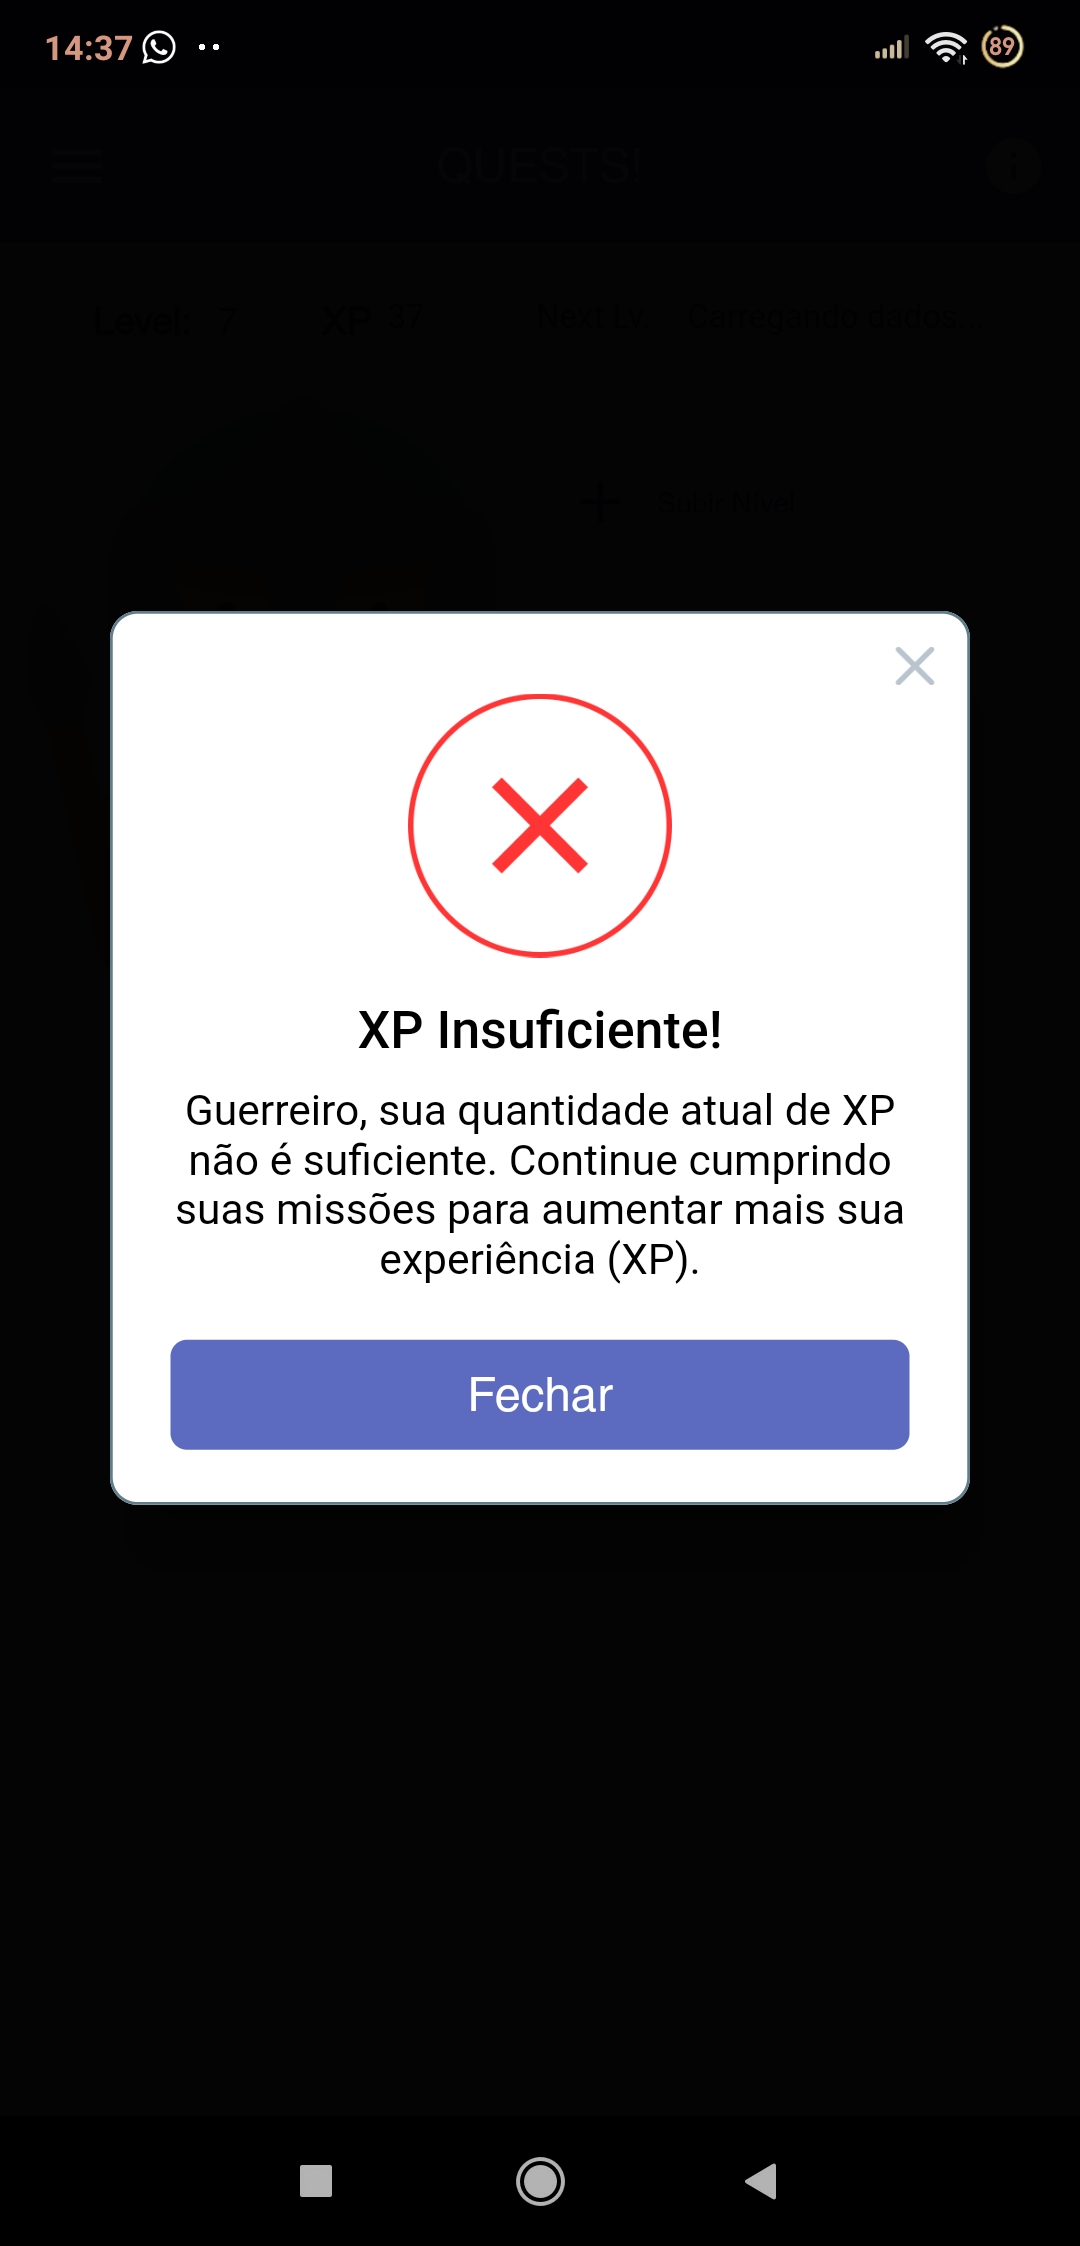 14:37
89
QUESTS!
Level: 7 XP 37 Next Lv. Carregando dados...
Subir Nível
XP Insuficiente!
Guerreiro, sua quantidade atual de XP
não é suficiente. Continue cumprindo
suas missões para aumentar mais sua
experiência (XP).
Fechar